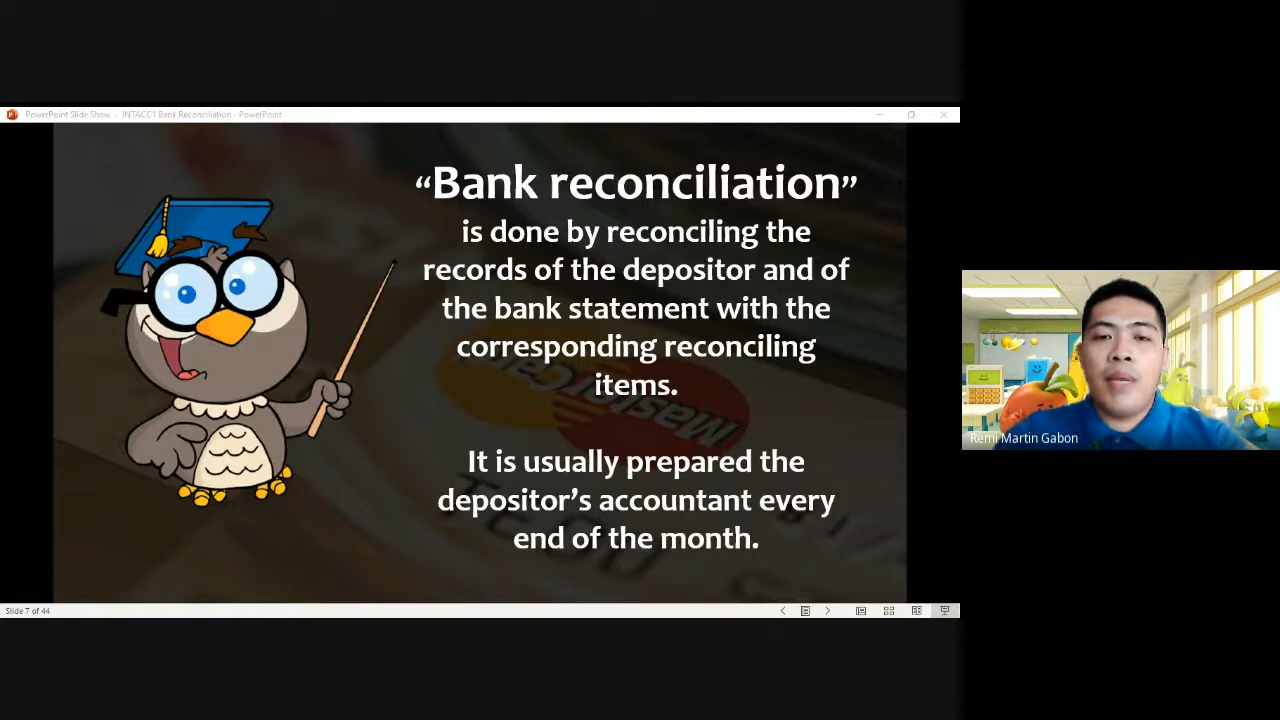 PowerPoint Slide Show - INTACC1 Bank Reconciliation - PowerPoint
“Bank reconciliation”
is done by reconciling the
records of the depositor and of
the bank statement with the
corresponding reconciling
items.
It is usually prepared the
depositor’s accountant every
end of the month.
MasterCard
Remi Martin Gabon
Slide 7 of 44